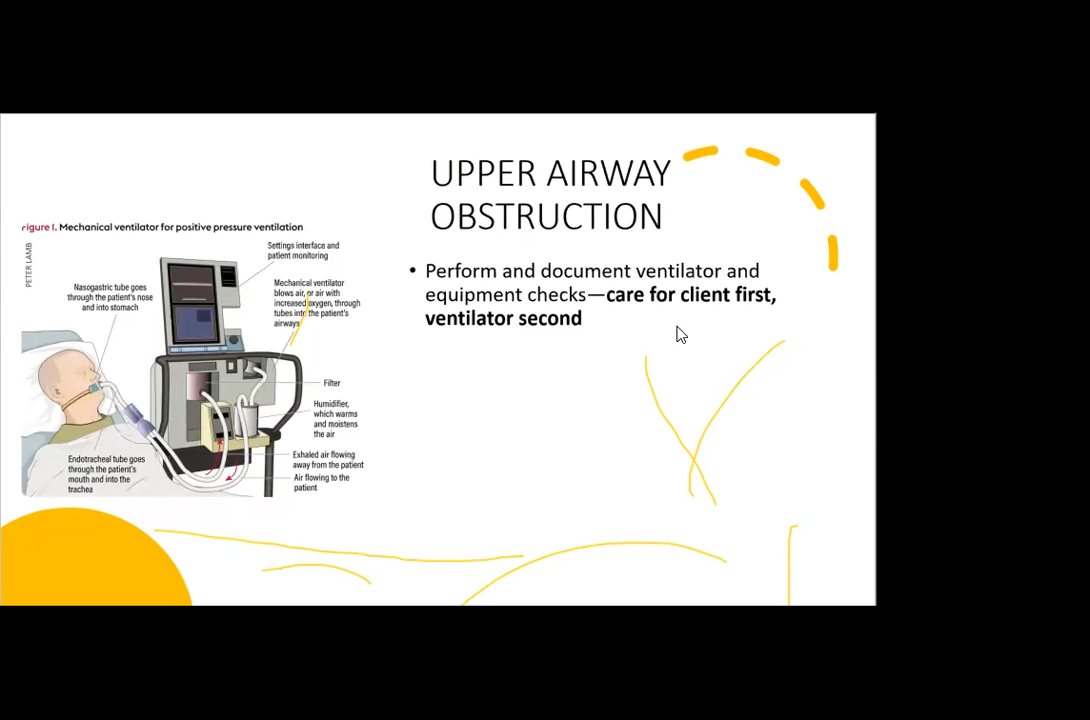 UPPER AIRWAY
OBSTRUCTION
• Perform and document ventilator and
equipment checks—care for client first,
ventilator second
Figure 1. Mechanical ventilator for positive pressure ventilation
PETER LAMB
Settings interface and
patient monitoring
Nasogastric tube goes
through the patient's nose
and into stomach
Mechanical ventilator
blows air, or air with
increased oxygen, through
tubes into the patient's
airways
Filter
Humidifier,
which warms
and moistens
the air
Exhaled air flowing
away from the patient
Air flowing to the
patient
Endotracheal tube goes
through the patient's
mouth and into the
trachea